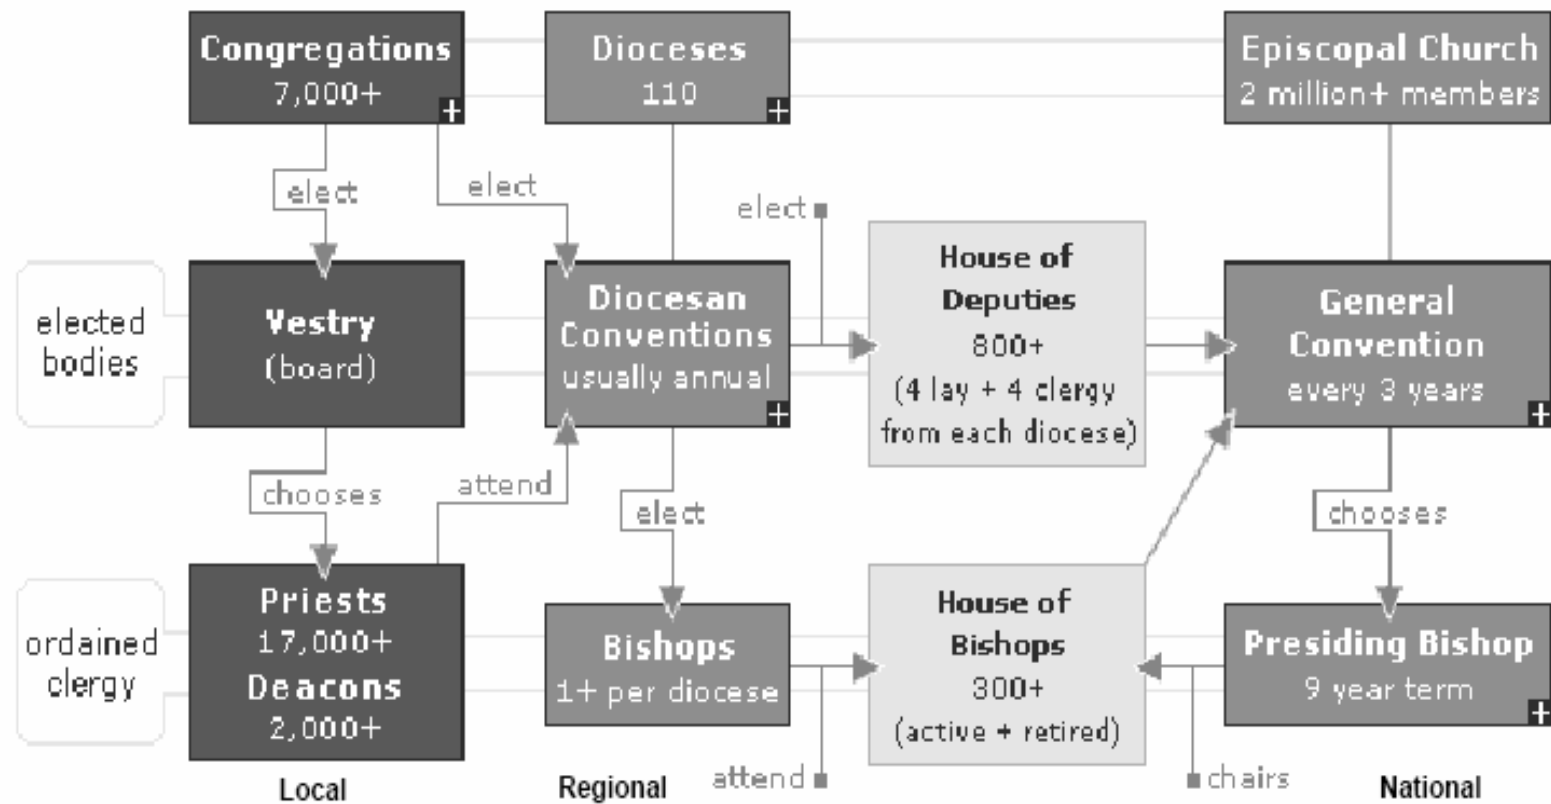 Congregations
7,000+
+
Dioceses
110
+
Episcopal Church
2 million+ members
elect
elect
elect
elected
bodies
Vestry
(board)
Diocesan
Conventions
usually annual
+
House of
Deputies
800+
(4 lay + 4 clergy
from each diocese)
General
Convention
every 3 years
+
chooses
attend
elect
chooses
ordained
clergy
Priests
17,000+
Deacons
2,000+
Bishops
1+ per diocese
House of
Bishops
300+
(active + retired)
Presiding Bishop
9 year term
+
attend
chairs
Local
Regional
National